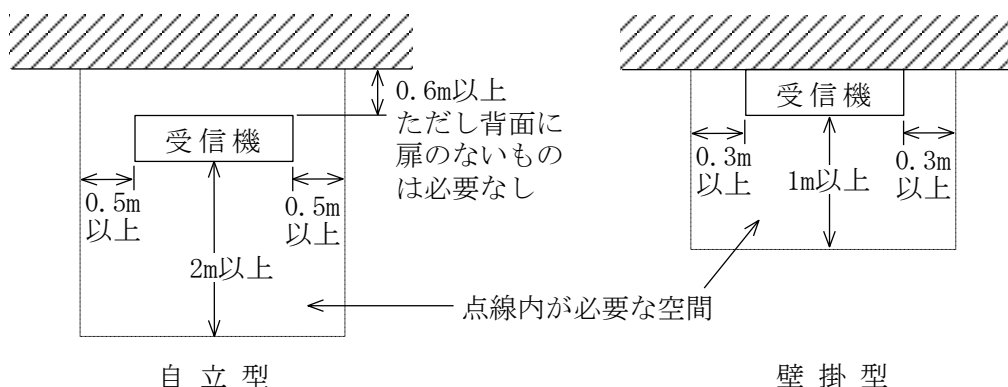 受信機
0.6m以上
ただし背面に
扉のないもの
は必要なし
0.5m
以上
0.5m
以上
2m以上
自立型
受信機
0.3m
以上
0.3m
以上
1m以上
点線内が必要な空間
壁掛型